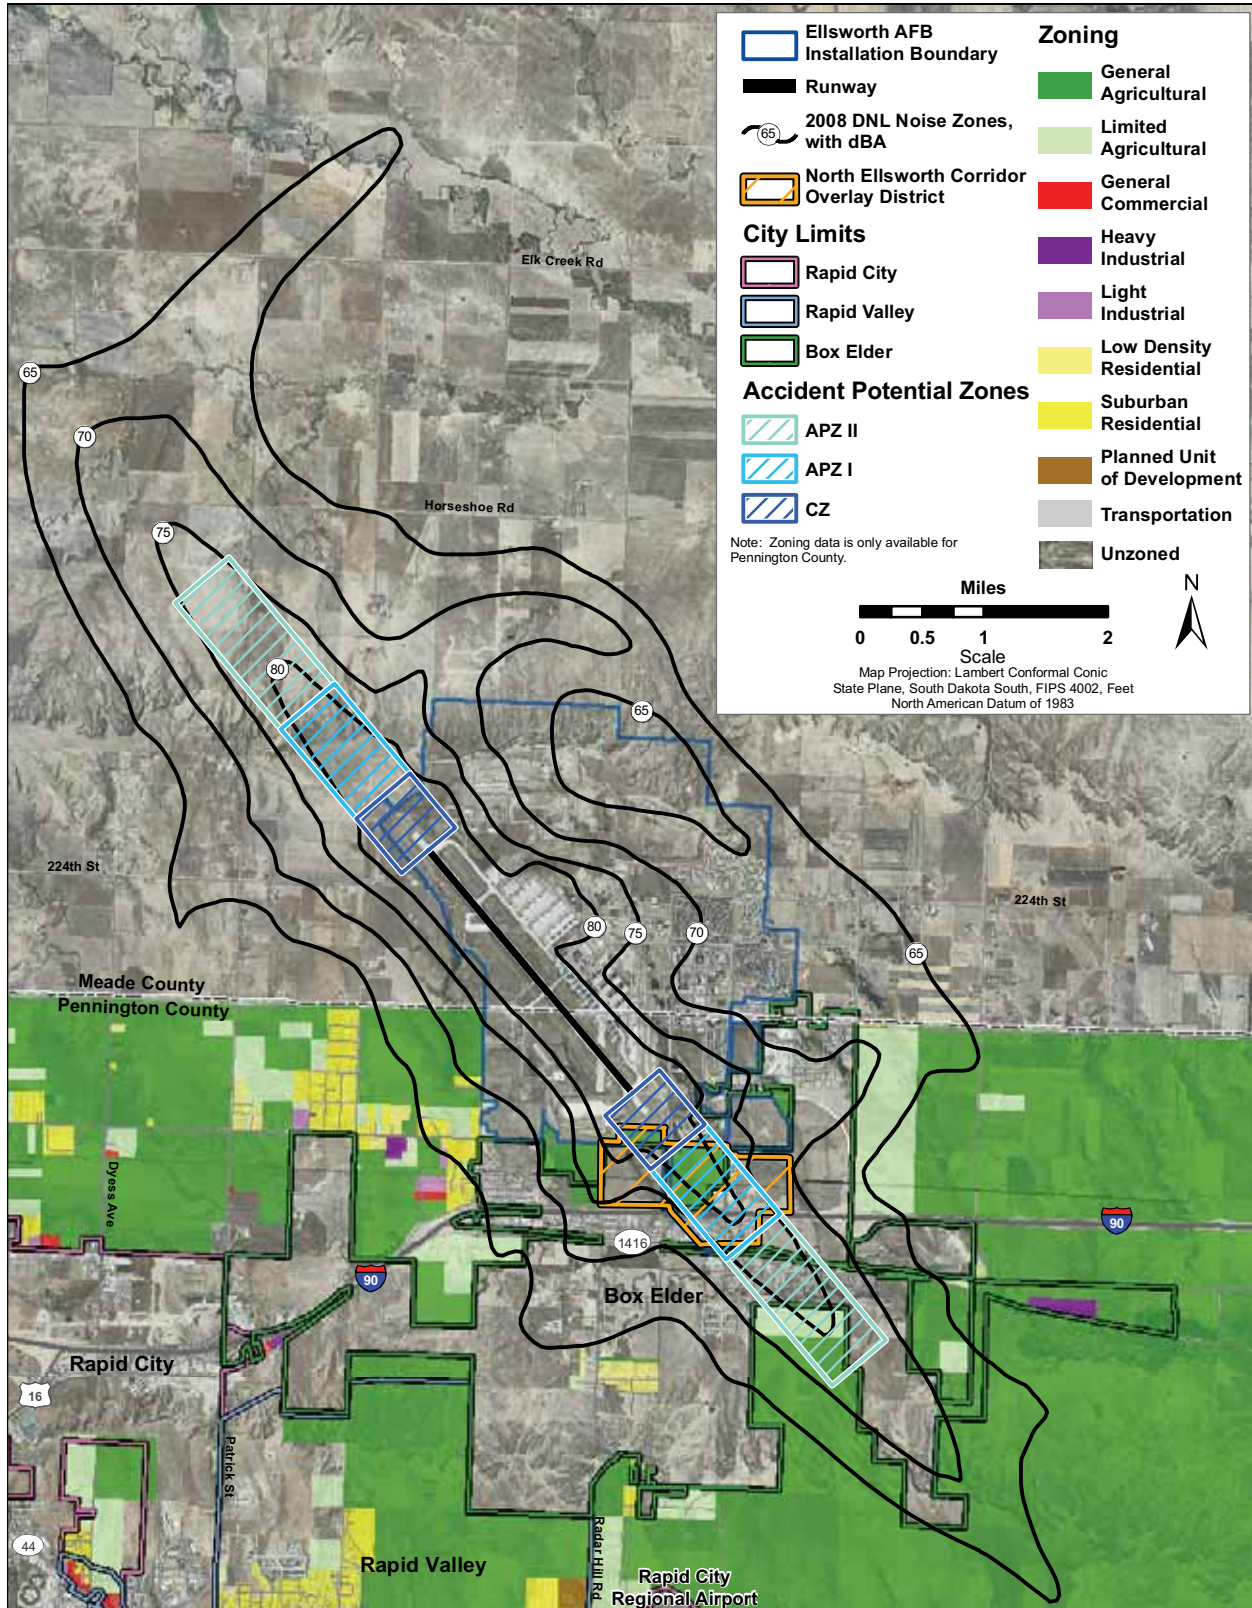 Ellsworth AFB
Installation Boundary
Runway
65
2008 DNL Noise Zones,
with dBA
North Ellsworth Corridor
Overlay District
City Limits
Rapid City
Rapid Valley
Box Elder
Accident Potential Zones
APZ II
APZ I
CZ
Note: Zoning data is only available for
Pennington County.
Zoning
General
Agricultural
Limited
Agricultural
General
Commercial
Heavy
Industrial
Light
Industrial
Low Density
Residential
Suburban
Residential
Planned Unit
of Development
Transportation
Unzoned
Miles
N
0 0.5 1 2
Scale
Map Projection: Lambert Conformal Conic
State Plane, South Dakota South, FIPS 4002, Feet
North American Datum of 1983
Elk Creek Rd
65
70
Horseshoe Rd
75
80
65
224th St
224th St
80
75
70
65
Meade County
Pennington County
Dyess Ave
90
1416
90
Box Elder
Rapid City
16
Patrick St
44
Rapid Valley
Radar Hill Rd
Rapid City
Regional Airport